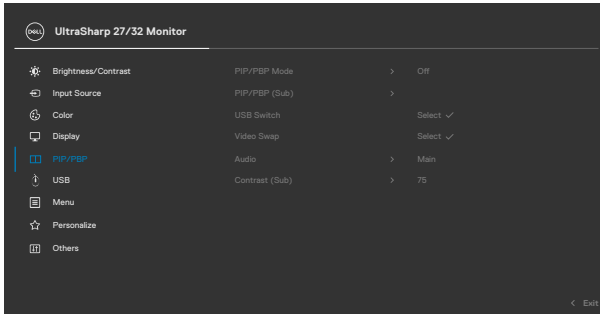 DELL UltraSharp 27/32 Monitor
Brightness/Contrast PIP/PBP Mode > Off
Input Source PIP/PBP (Sub) >
Color USB Switch Select ✓
Display Video Swap Select ✓
PIP/PBP Audio > Main
USB Contrast (Sub) > 75
Menu
Personalize
Others
< Exit